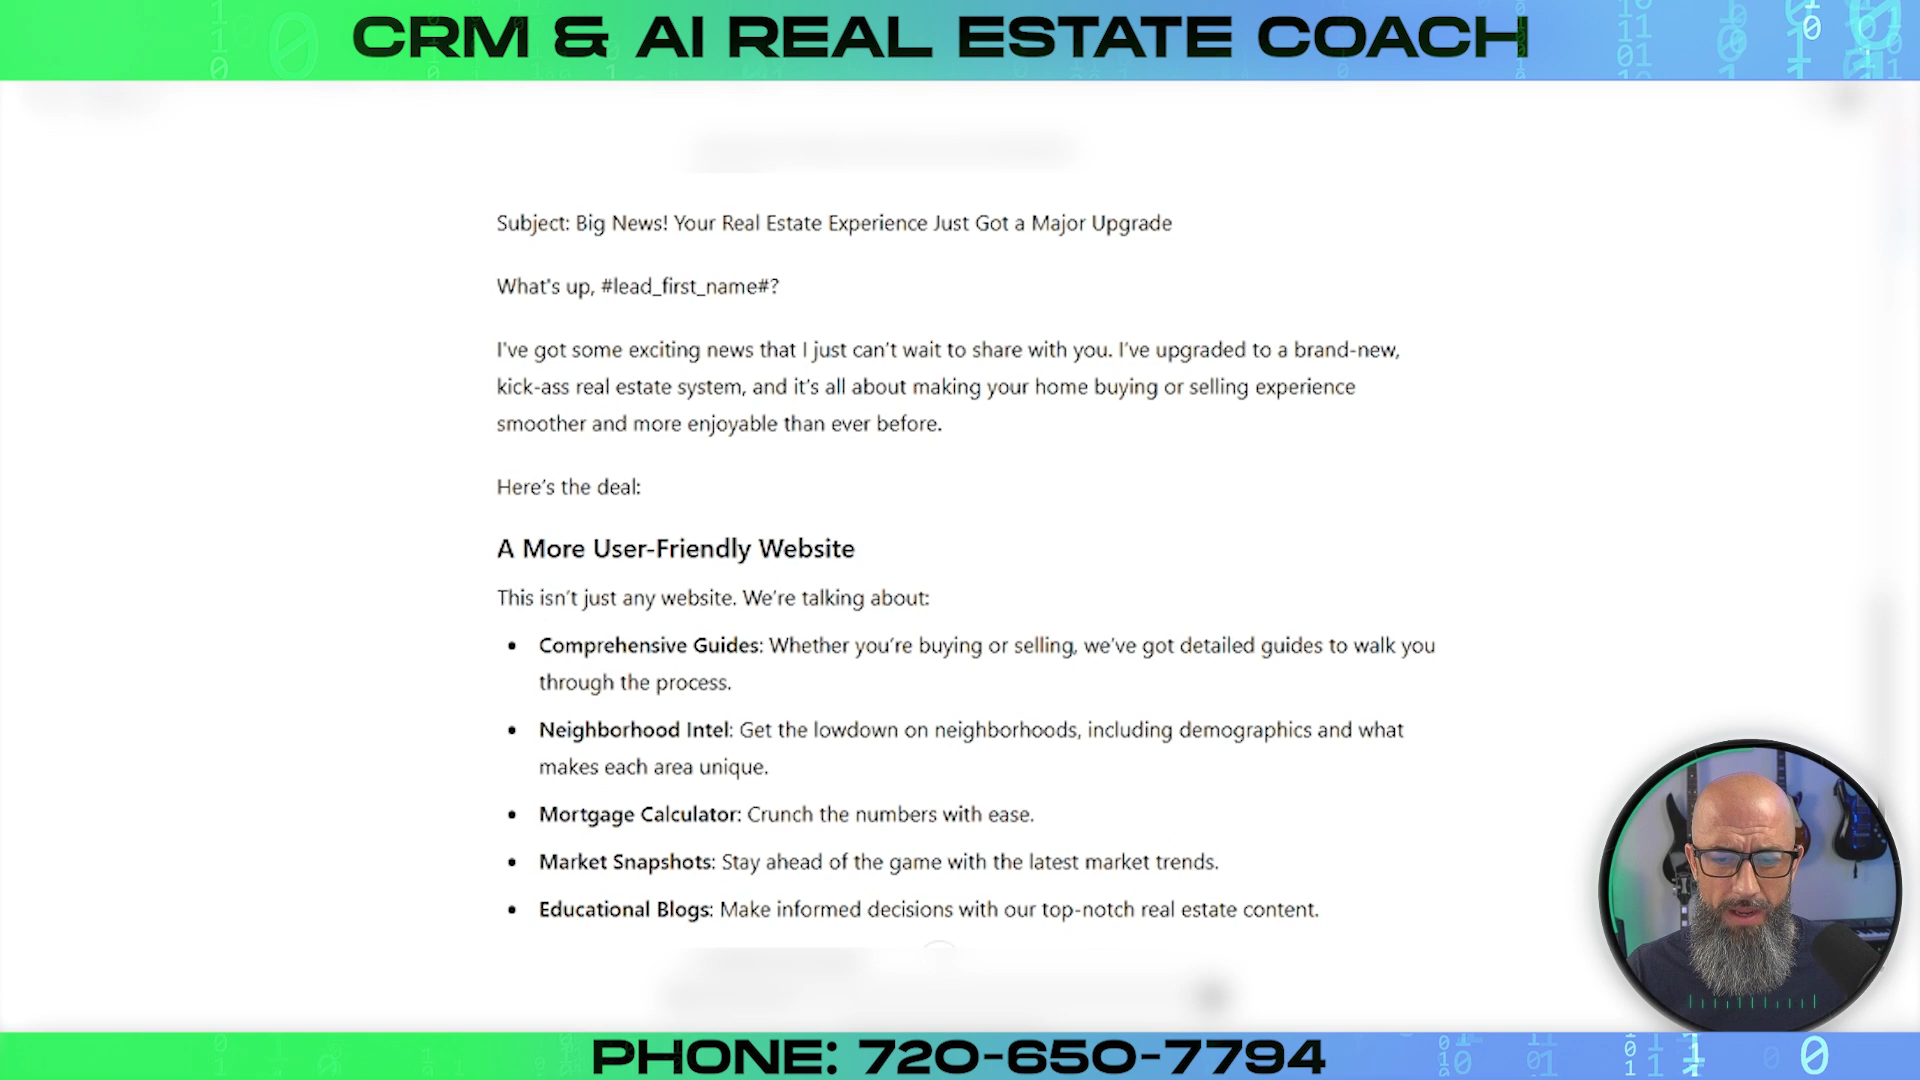 CRM & AI REAL ESTATE COACH
Subject: Big News! Your Real Estate Experience Just Got a Major Upgrade
What's up, #lead_first_name#?
I've got some exciting news that I just can’t wait to share with you. I’ve upgraded to a brand-new,
kick-ass real estate system, and it’s all about making your home buying or selling experience
smoother and more enjoyable than ever before.
Here’s the deal:
A More User-Friendly Website
This isn’t just any website. We’re talking about:
• Comprehensive Guides: Whether you’re buying or selling, we’ve got detailed guides to walk you
through the process.
• Neighborhood Intel: Get the lowdown on neighborhoods, including demographics and what
makes each area unique.
• Mortgage Calculator: Crunch the numbers with ease.
• Market Snapshots: Stay ahead of the game with the latest market trends.
• Educational Blogs: Make informed decisions with our top-notch real estate content.
PHONE: 720-650-7794